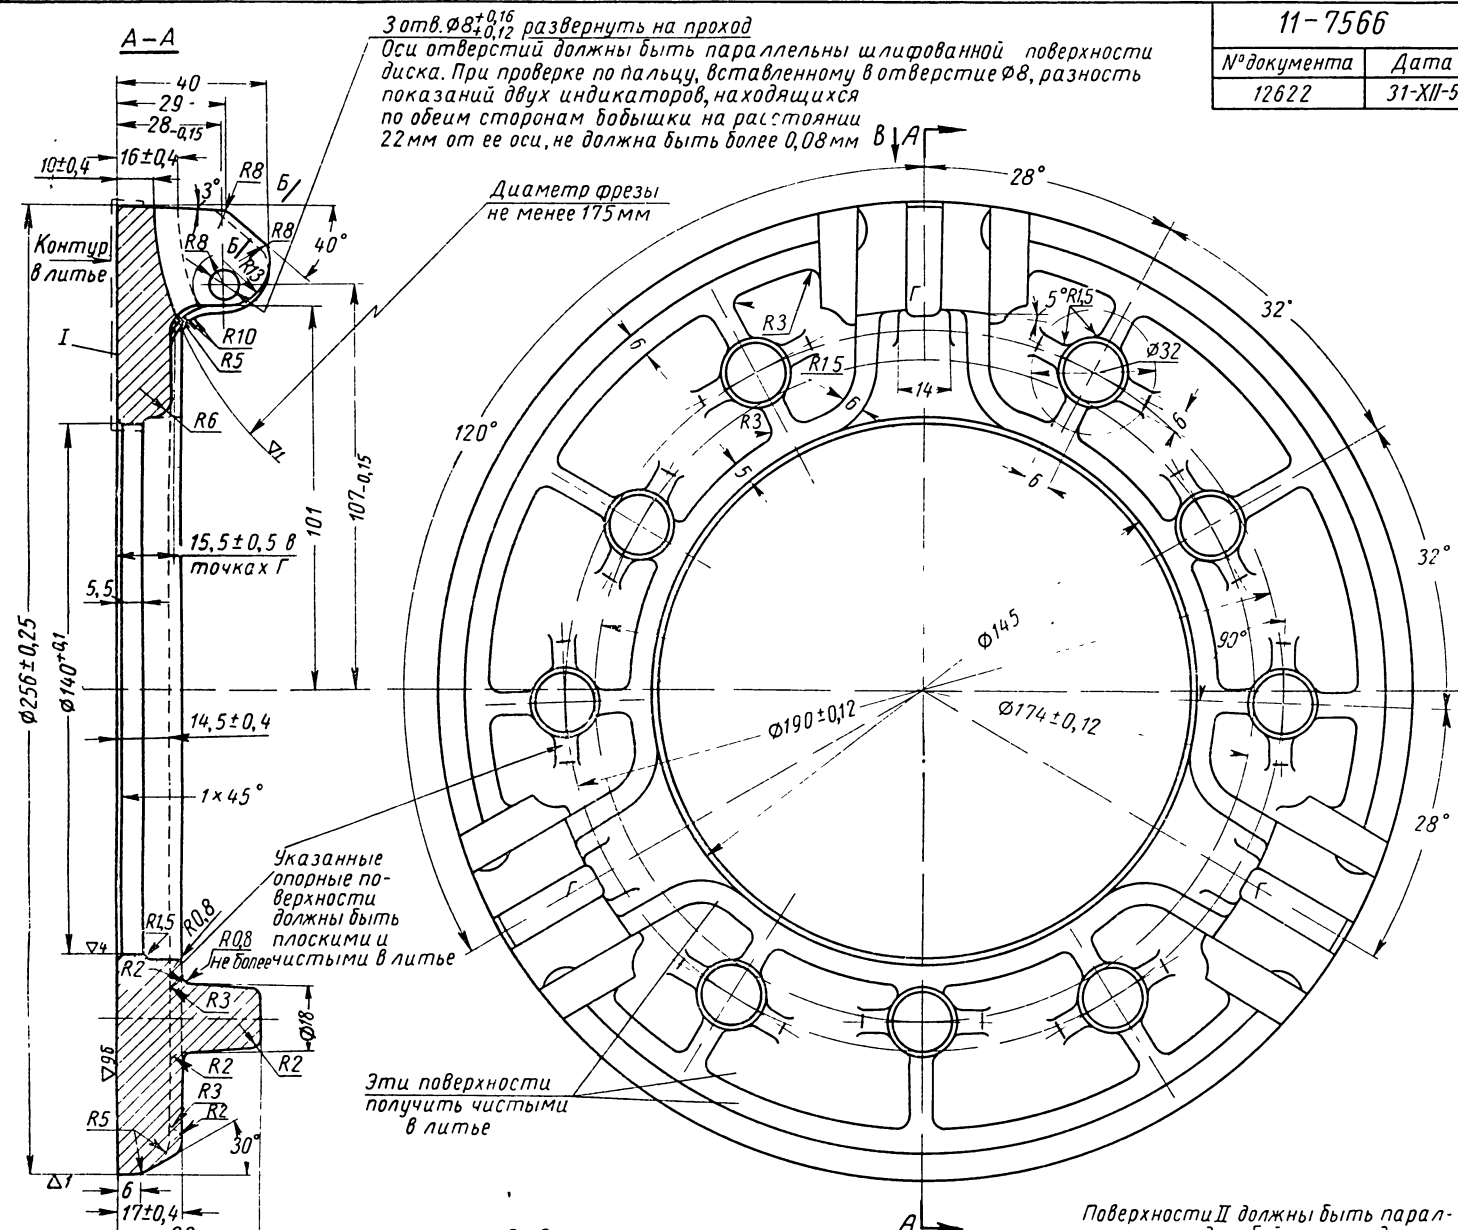 11-7566
№ документа Дата
12622 31-XII-5
3 отв. Ø8+0,16 +0,12 развернуть на проход
Оси отверстий должны быть параллельны шлифованной поверхности
диска. При проверке по пальцу, вставленному в отверстие Ø8, разность
показаний двух индикаторов, находящихся
по обеим сторонам бобышки на расстоянии
22мм от ее оси, не должна быть более 0,08мм
А-А
40
29
28-0,15
16±0,4
10±0,4
R8
Б
3°
R8
Б
R8
R13
40°
Контур
в литье
Диаметр фрезы
не менее 175мм
В
А
28°
32°
32°
28°
120°
I
R10
R5
R6
▽1
101
107-0,15
15,5±0,5 в
точках Г
5,5
Ø256±0,25
Ø140+0,1
14,5±0,4
1×45°
Г
5°
R1,5
R3
Ø32
6
R15
14
6
6
R3
5
6
90°
Ø145
Ø190±0,12
Ø174±0,12
Г
Г
Указанные
опорные по-
верхности
должны быть
плоскими и
чистыми в литье
R1,5
R0,8
R0,8
не более
▽4
R2
R3
Ø18
▽9б
R2
R2
R3
R2
R5
30°
△1
6
17±0,4
Эти поверхности
получить чистыми
в литье
А
Поверхности II должны быть парал-